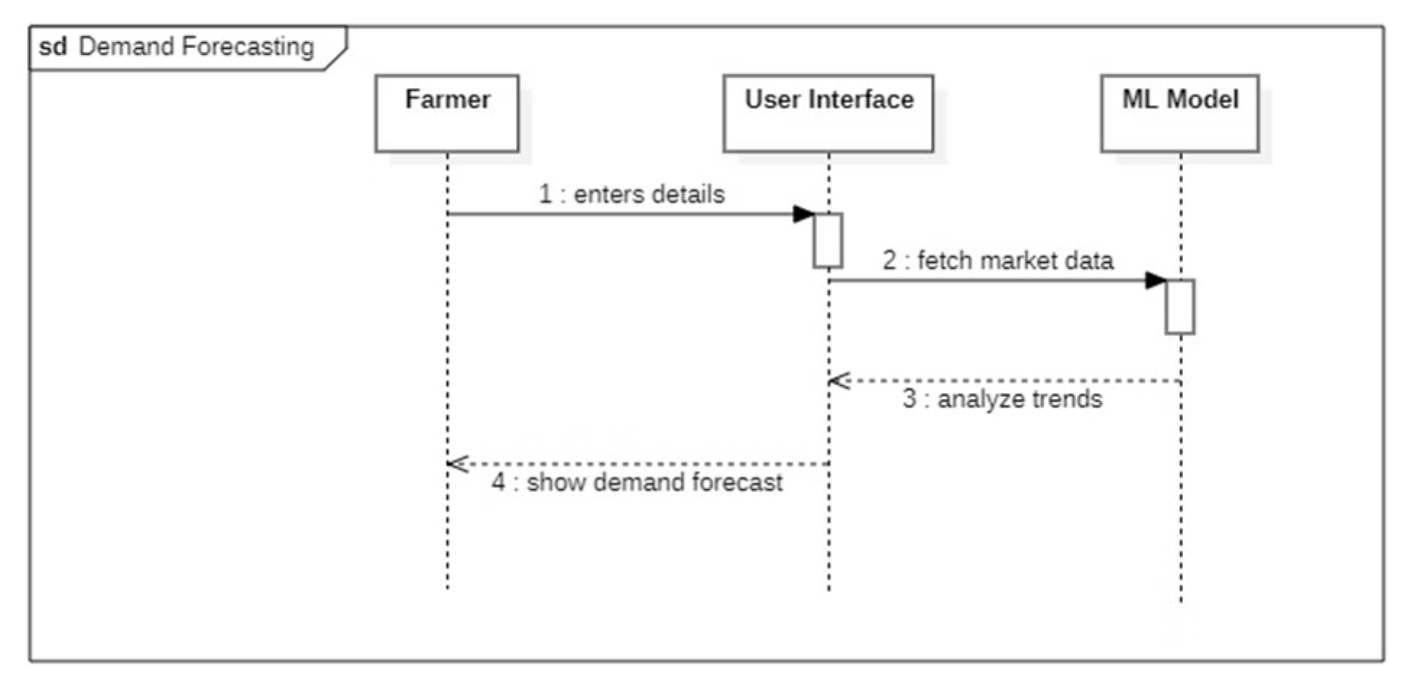 sd Demand Forecasting
Farmer
User Interface
ML Model
1 : enters details
2 : fetch market data
3 : analyze trends
4 : show demand forecast